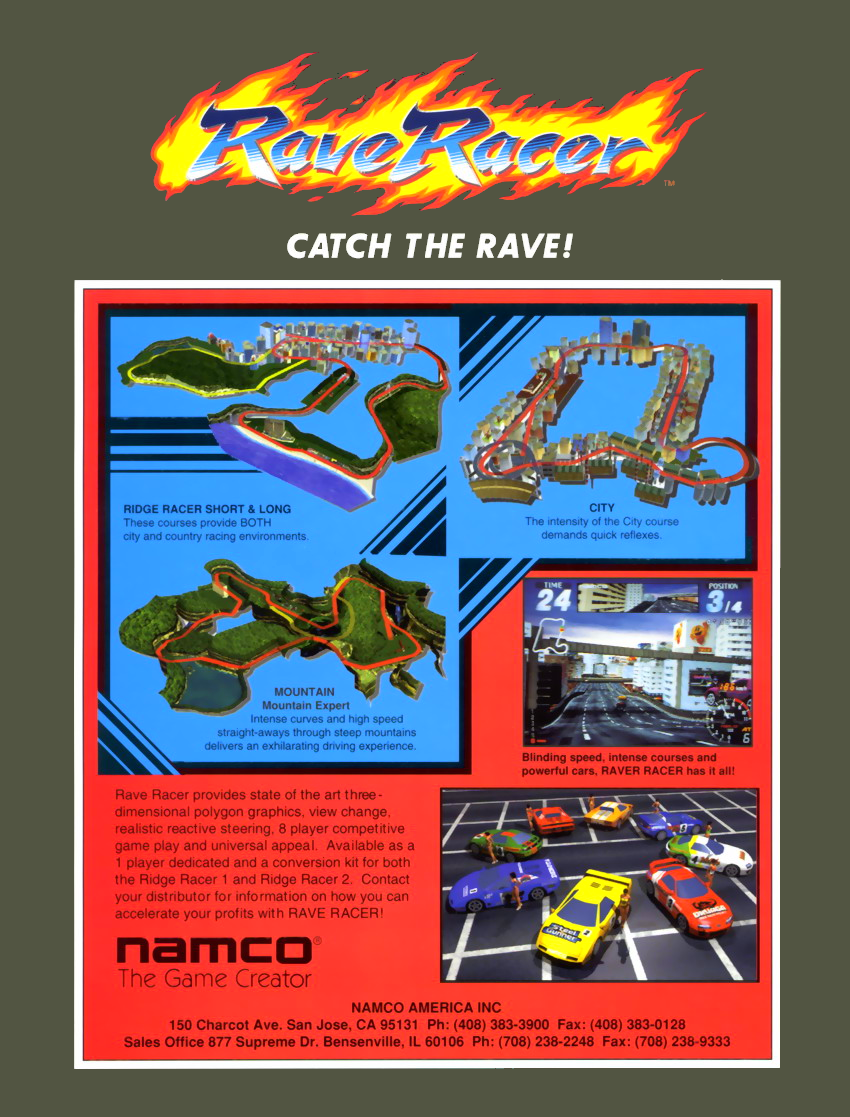 Rave Racer
TM
CATCH THE RAVE!
RIDGE RACER SHORT & LONG
These courses provide BOTH
city and country racing environments.
CITY
The intensity of the City course
demands quick reflexes.
MOUNTAIN
Mountain Expert
Intense curves and high speed
straight-aways through steep mountains
delivers an exhilarating driving experience.
TIME
24
POSITION
3/4
186
AT
6
Blinding speed, intense courses and
powerful cars, RAVER RACER has it all!
Rave Racer provides state of the art three-
dimensional polygon graphics, view change,
realistic reactive steering, 8 player competitive
game play and universal appeal. Available as a
1 player dedicated and a conversion kit for both
the Ridge Racer 1 and Ridge Racer 2. Contact
your distributor for information on how you can
accelerate your profits with RAVE RACER!
STEEL
GUNNER
namco®
The Game Creator
NAMCO AMERICA INC
150 Charcot Ave. San Jose, CA 95131 Ph: (408) 383-3900 Fax: (408) 383-0128
Sales Office 877 Supreme Dr. Bensenville, IL 60106 Ph: (708) 238-2248 Fax: (708) 238-9333